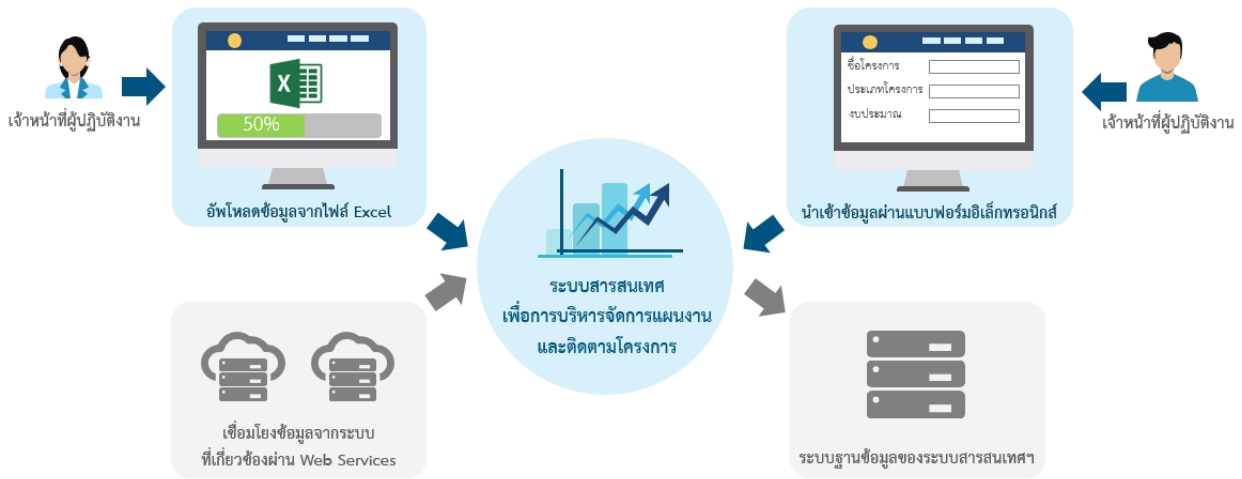 เจ้าหน้าที่ผู้ปฏิบัติงาน
50%
อัพโหลดข้อมูลจากไฟล์ Excel
ชื่อโครงการ
ประเภทโครงการ
งบประมาณ
นำเข้าข้อมูลผ่านแบบฟอร์มอิเล็กทรอนิกส์
เจ้าหน้าที่ผู้ปฏิบัติงาน
ระบบสารสนเทศ
เพื่อการบริหารจัดการแผนงาน
และติดตามโครงการ
เชื่อมโยงข้อมูลจากระบบ
ที่เกี่ยวข้องผ่าน Web Services
ระบบฐานข้อมูลของระบบสารสนเทศฯ